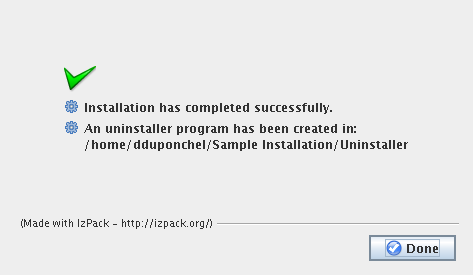 Installation has completed successfully.
An uninstaller program has been created in:
/home/dduponchel/Sample Installation/Uninstaller
(Made with IzPack - http://izpack.org/)
Done